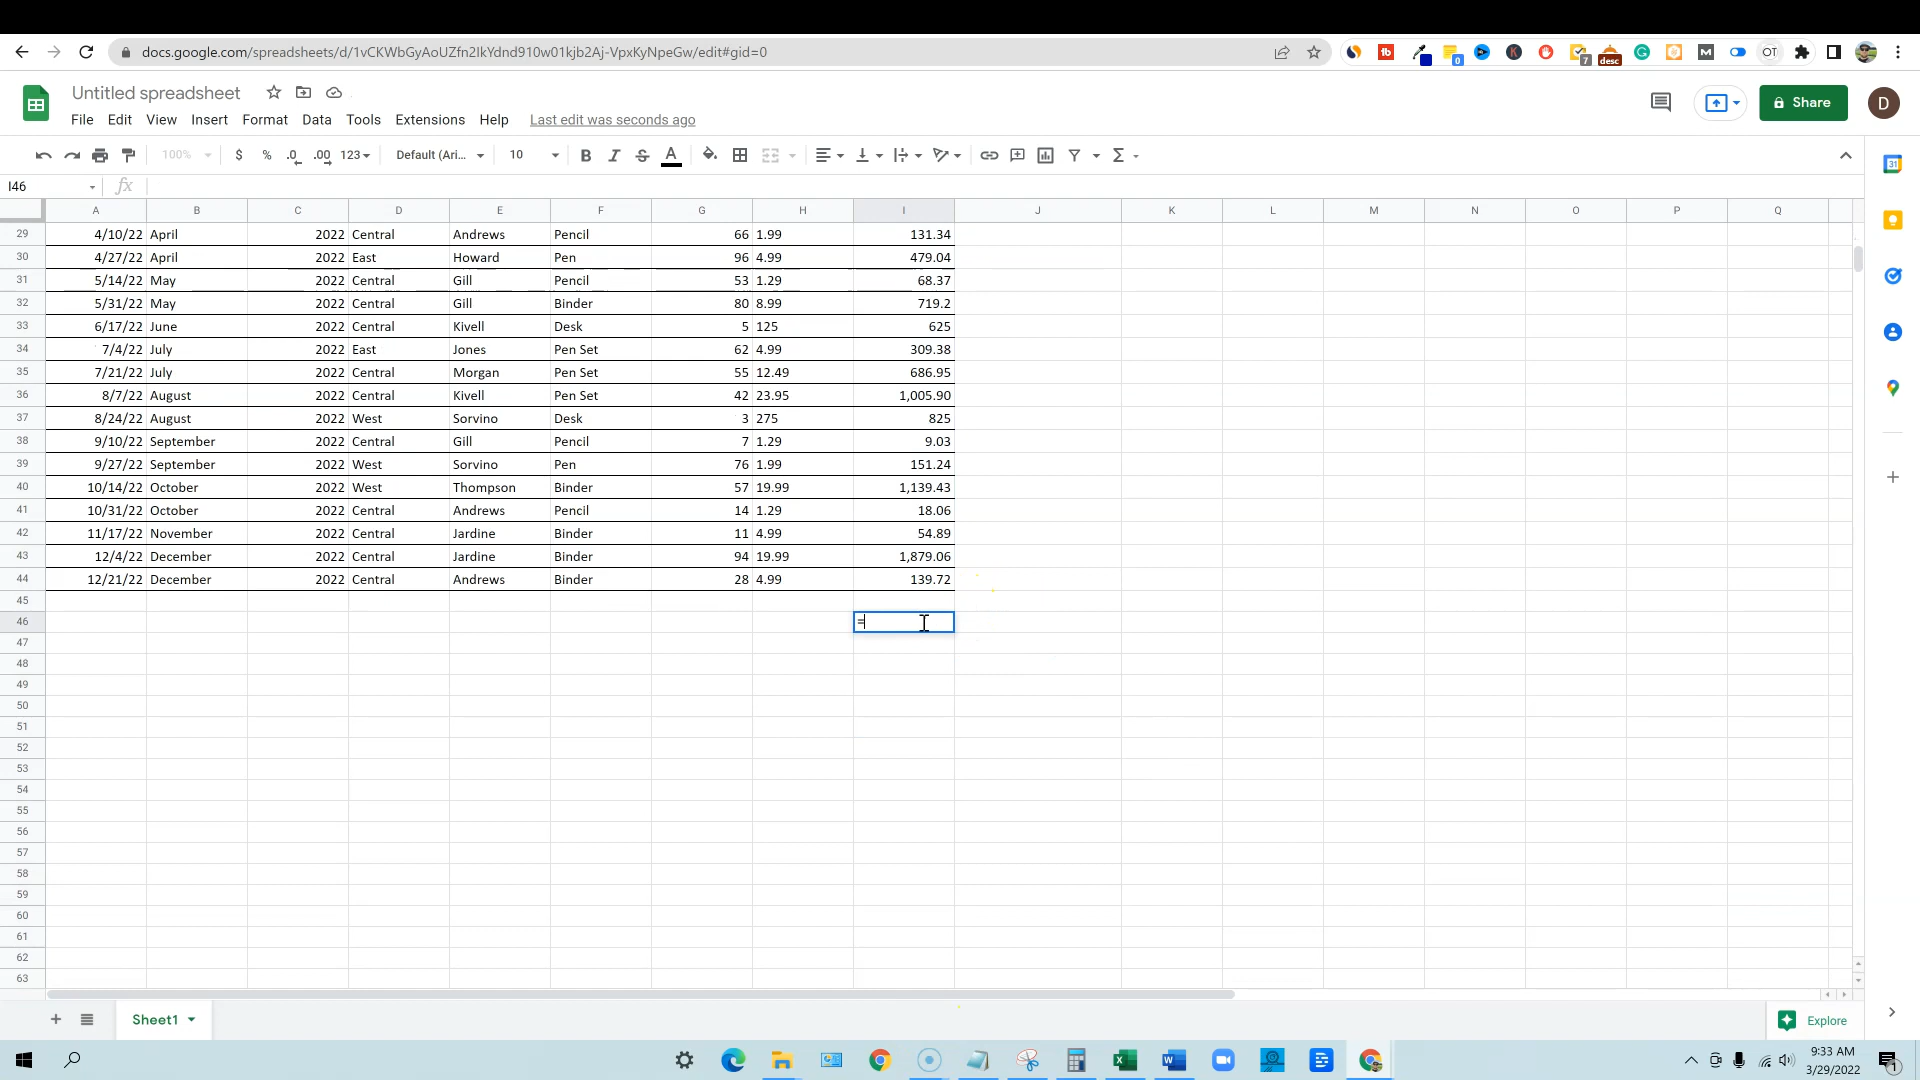 docs.google.com/spreadsheets/d/1vCKWbGyAoUZfn2IkYdnd910w01kjb2Aj-VpxKyNpeGw/edit#gid=0
0 7 desc OT
Untitled spreadsheet
Share
D
File Edit View Insert Format Data Tools Extensions Help Last edit was seconds ago
100% $ % .0 .00 123 Default (Ari... 10 B I S A
31
I46 fx
A B C D E F G H I J K L M N O P Q
29 4/10/22 April 2022 Central Andrews Pencil 66 1.99 131.34
30 4/27/22 April 2022 East Howard Pen 96 4.99 479.04
31 5/14/22 May 2022 Central Gill Pencil 53 1.29 68.37
32 5/31/22 May 2022 Central Gill Binder 80 8.99 719.2
33 6/17/22 June 2022 Central Kivell Desk 5 125 625
34 7/4/22 July 2022 East Jones Pen Set 62 4.99 309.38
35 7/21/22 July 2022 Central Morgan Pen Set 55 12.49 686.95
36 8/7/22 August 2022 Central Kivell Pen Set 42 23.95 1,005.90
37 8/24/22 August 2022 West Sorvino Desk 3 275 825
38 9/10/22 September 2022 Central Gill Pencil 7 1.29 9.03
39 9/27/22 September 2022 West Sorvino Pen 76 1.99 151.24
40 10/14/22 October 2022 West Thompson Binder 57 19.99 1,139.43
41 10/31/22 October 2022 Central Andrews Pencil 14 1.29 18.06
42 11/17/22 November 2022 Central Jardine Binder 11 4.99 54.89
43 12/4/22 December 2022 Central Jardine Binder 94 19.99 1,879.06
44 12/21/22 December 2022 Central Andrews Binder 28 4.99 139.72
45
46 =
47
48
49
50
51
52
53
54
55
56
57
58
59
60
61
62
63
Sheet1
Explore
9:33 AM
3/29/2022
1